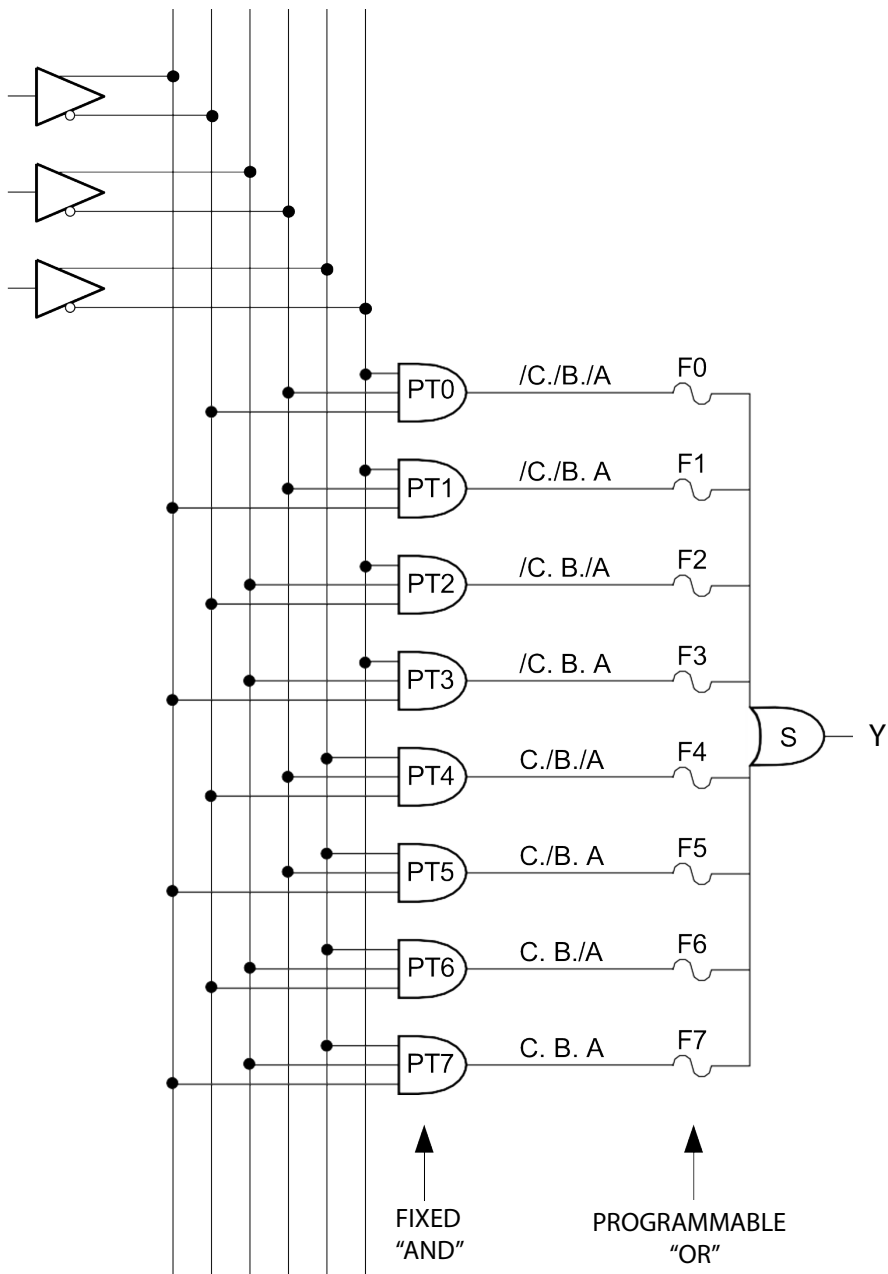 PT0 /C./B./A F0
PT1 /C./B. A F1
PT2 /C. B./A F2
PT3 /C. B. A F3
S Y
PT4 C./B./A F4
PT5 C./B. A F5
PT6 C. B./A F6
PT7 C. B. A F7
FIXED
“AND”
PROGRAMMABLE
“OR”